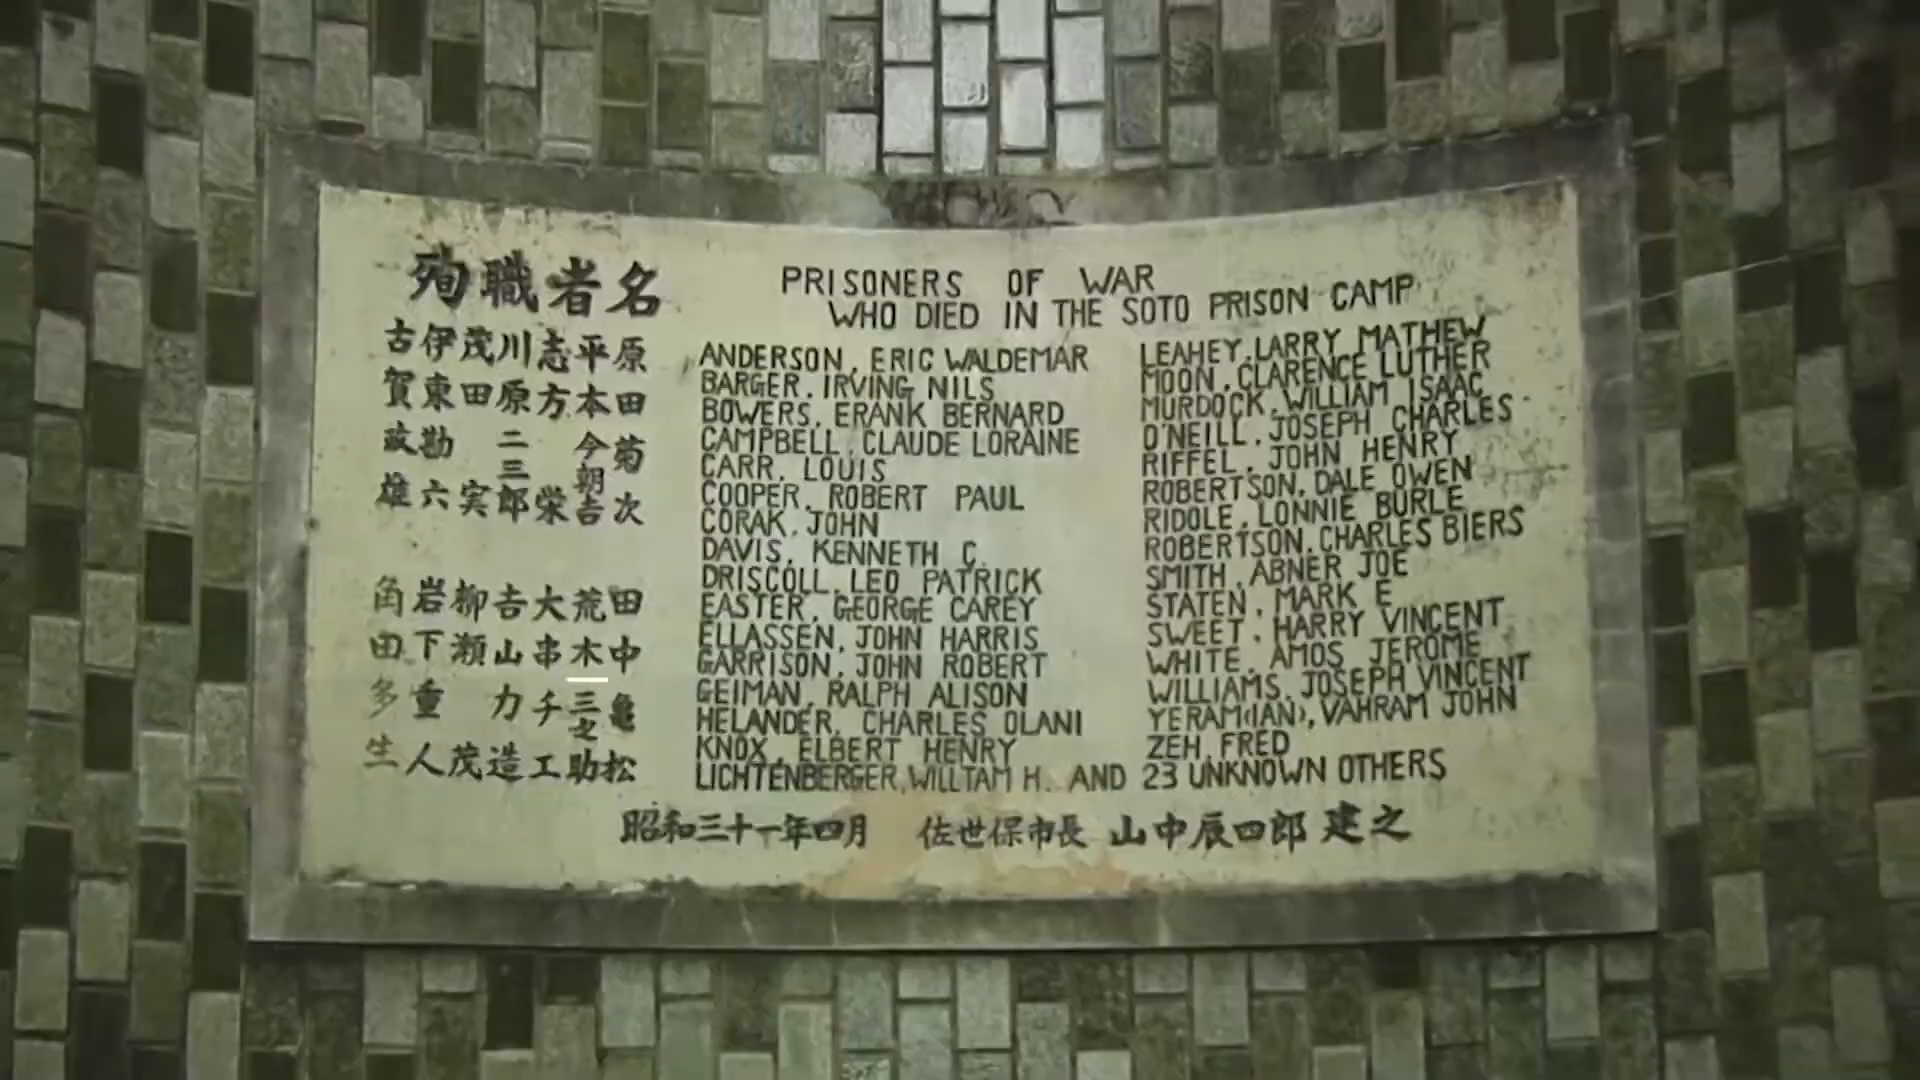 殉職者名
原田菊次
平本今朝吉
志方栄
川原二三郎
茂田実
伊東勘六
古賀政雄
田中亀松
荒木三之助
大串チエ
吉山力造
柳瀬茂
岩下重人
角田多生
PRISONERS OF WAR
WHO DIED IN THE SOTO PRISON CAMP
ANDERSON, ERIC WALDEMAR
BARGER, IRVING NILS
BOWERS, ERANK BERNARD
CAMPBELL, CLAUDE LORAINE
CARR, LOUIS
COOPER, ROBERT PAUL
CORAK, JOHN
DAVIS, KENNETH C.
DRISCOLL, LEO PATRICK
EASTER, GEORGE CAREY
ELLASSEN, JOHN HARRIS
GARRISON, JOHN ROBERT
GEIMAN, RALPH ALISON
HELANDER, CHARLES OLANI
KNOX, ELBERT HENRY
LICHTENBERGER, WILLTAM H. AND 23 UNKNOWN OTHERS
LEAHEY, LARRY MATHEW
MOON, CLARENCE LUTHER
MURDOCK, WILLIAM ISAAC
O'NEILL, JOSEPH CHARLES
RIFFEL, JOHN HENRY
ROBERTSON, DALE OWEN
RIDOLE, LONNIE BURLE
ROBERTSON, CHARLES BIERS
SMITH, ABNER JOE
STATEN, MARK E
SWEET, HARRY VINCENT
WHITE, AMOS JEROME
WILLIAMS, JOSEPH VINCENT
YERAM(IAN), VAHRAM JOHN
ZEH, FRED
昭和三十一年四月 佐世保市長 山中辰四郎 建之